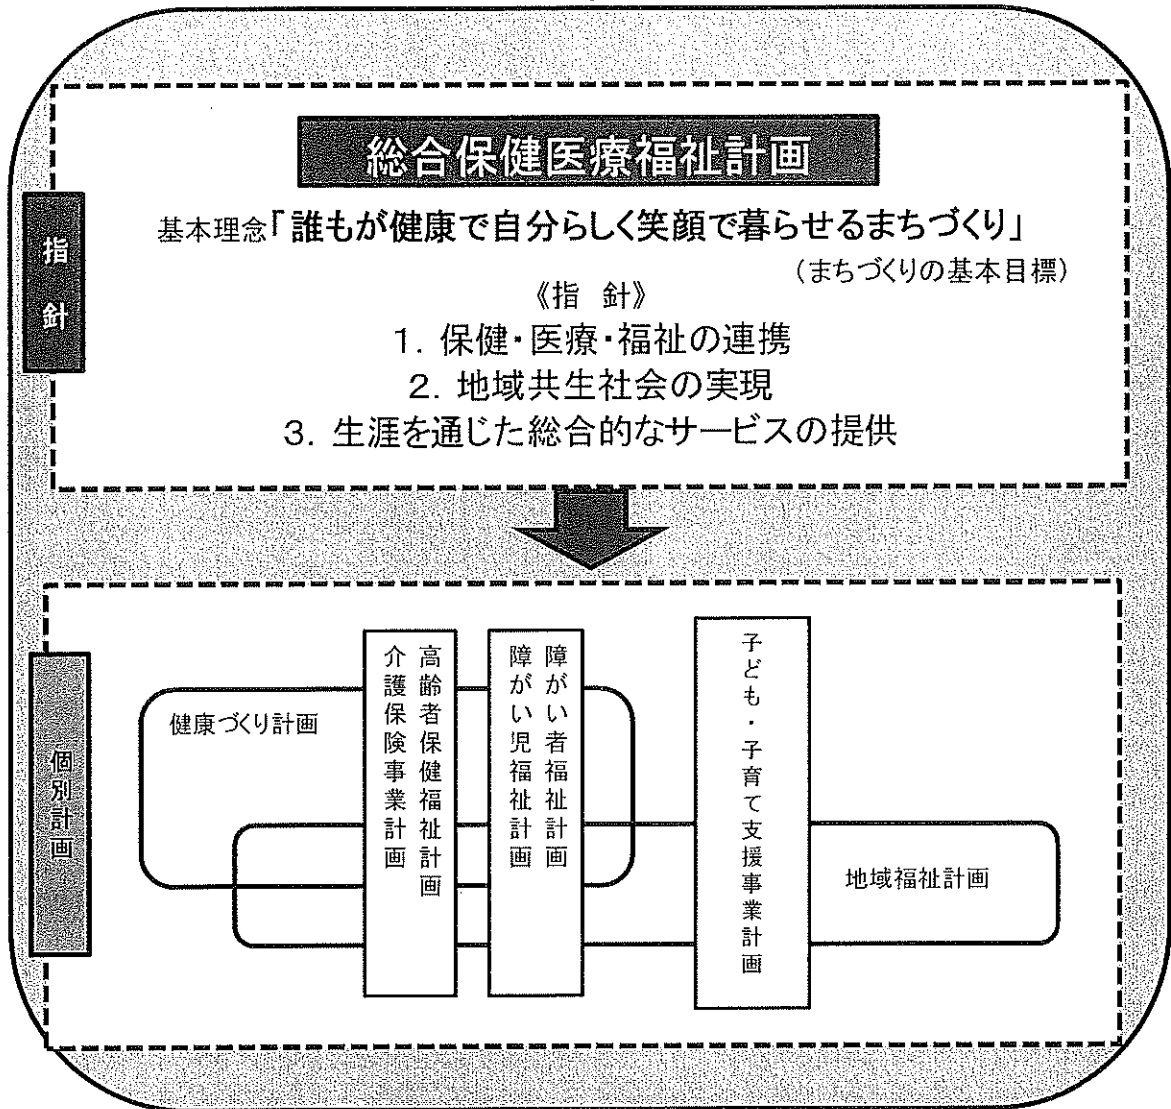 総合保健医療福祉計画
指針
基本理念「誰もが健康で自分らしく笑顔で暮らせるまちづくり」
（まちづくりの基本目標）
《指 針》
1．保健・医療・福祉の連携
2．地域共生社会の実現
3．生涯を通じた総合的なサービスの提供
個別計画
健康づくり計画
高齢者保健福祉計画
介護保険事業計画
障がい者福祉計画
障がい児福祉計画
子ども・子育て支援事業計画
地域福祉計画